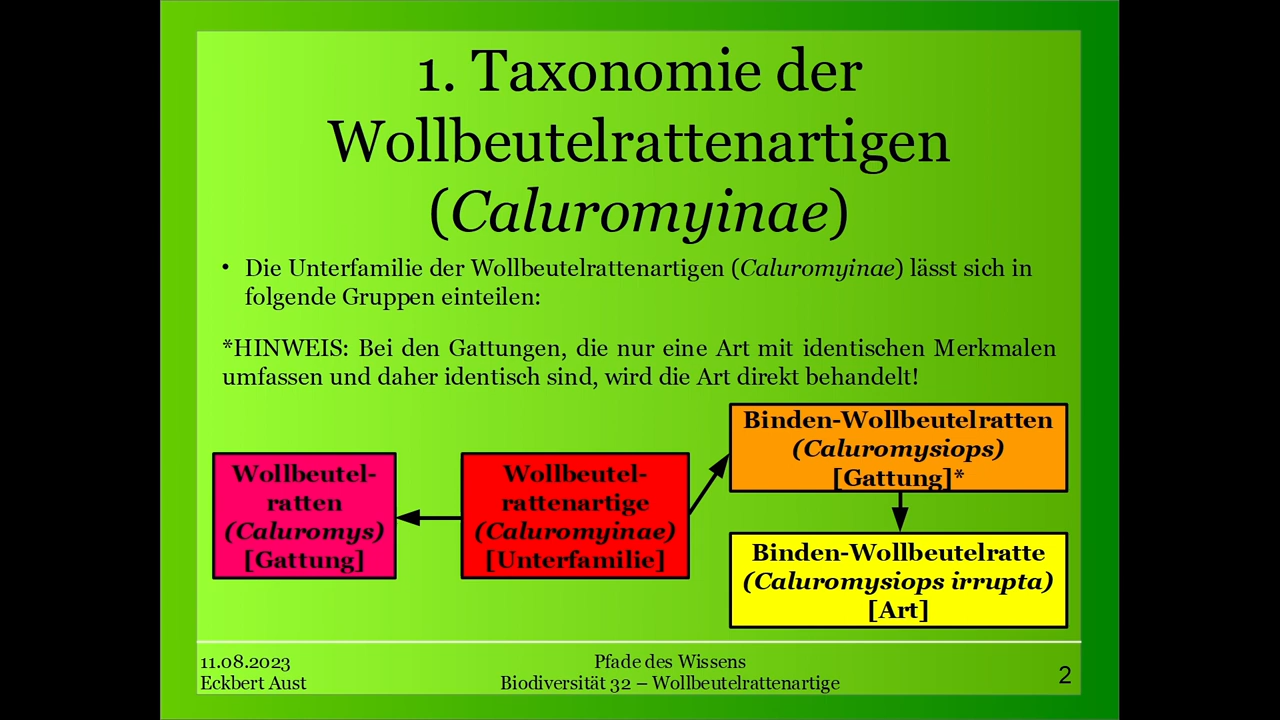 1. Taxonomie der
Wollbeutelrattenartigen
(Caluromyinae)
• Die Unterfamilie der Wollbeutelrattenartigen (Caluromyinae) lässt sich in
folgende Gruppen einteilen:
*HINWEIS: Bei den Gattungen, die nur eine Art mit identischen Merkmalen
umfassen und daher identisch sind, wird die Art direkt behandelt!
Wollbeutel-
ratten
(Caluromys)
[Gattung]
Wollbeutel-
rattenartige
(Caluromyinae)
[Unterfamilie]
Binden-Wollbeutelratten
(Caluromysiops)
[Gattung]*
Binden-Wollbeutelratte
(Caluromysiops irrupta)
[Art]
11.08.2023
Eckbert Aust
Pfade des Wissens
Biodiversität 32 – Wollbeutelrattenartige
2